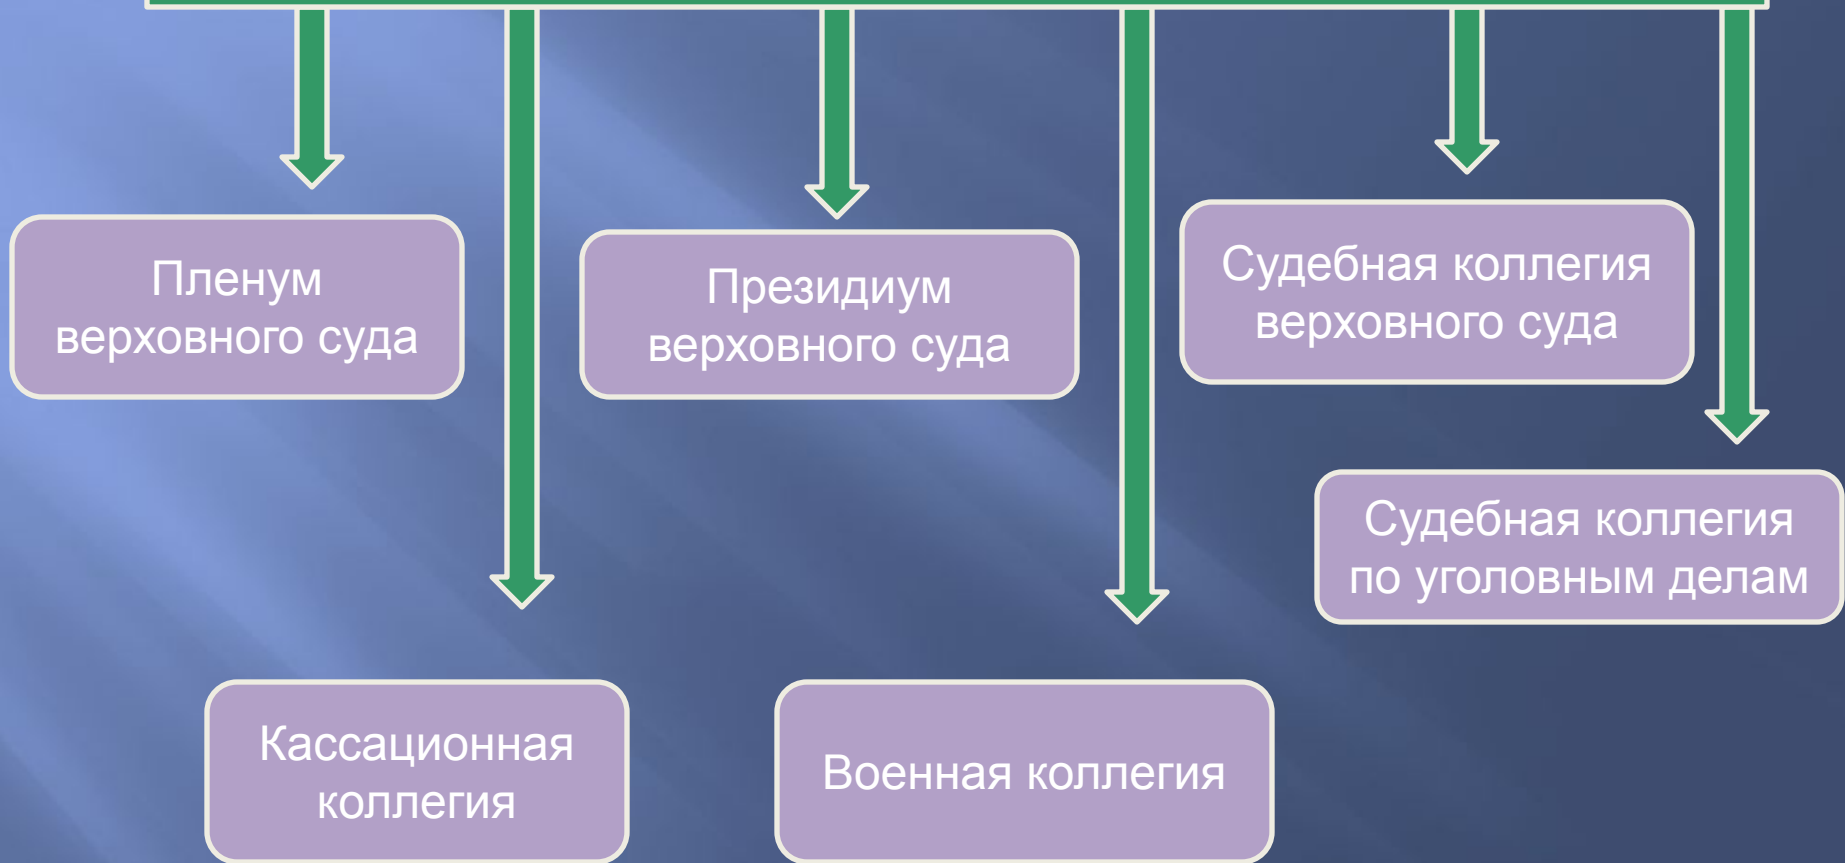 Пленум
верховного суда
Президиум
верховного суда
Судебная коллегия
верховного суда
Судебная коллегия
по уголовным делам
Кассационная
коллегия
Военная коллегия